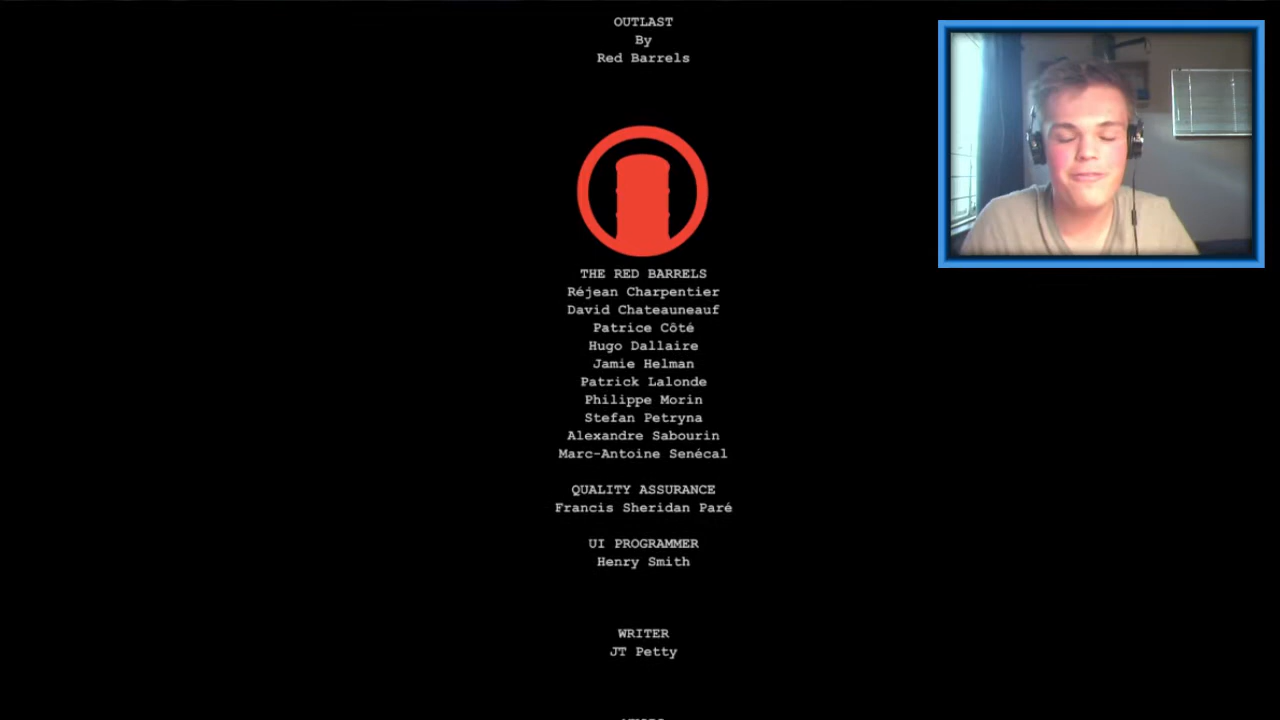 OUTLAST
By
Red Barrels
THE RED BARRELS
Réjean Charpentier
David Chateauneuf
Patrice Côté
Hugo Dallaire
Jamie Helman
Patrick Lalonde
Philippe Morin
Stefan Petryna
Alexandre Sabourin
Marc-Antoine Senécal
QUALITY ASSURANCE
Francis Sheridan Paré
UI PROGRAMMER
Henry Smith
WRITER
JT Petty